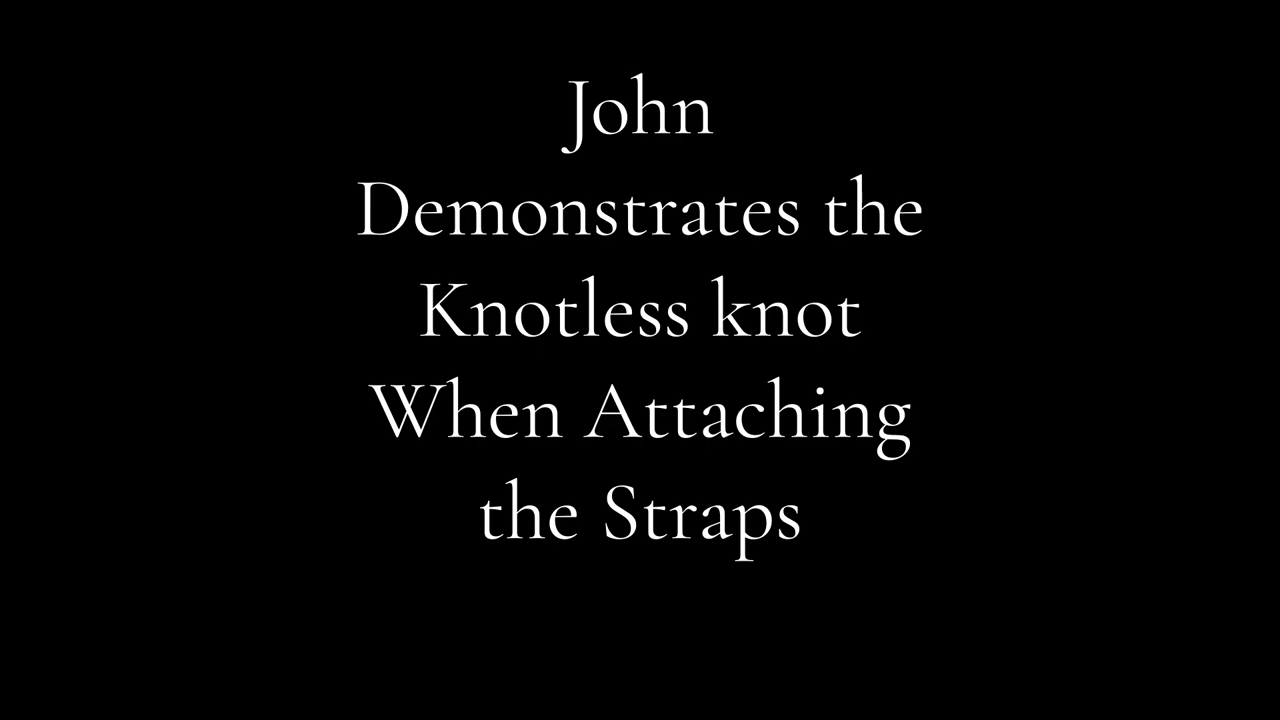 John
Demonstrates the
Knotless knot
When Attaching
the Straps